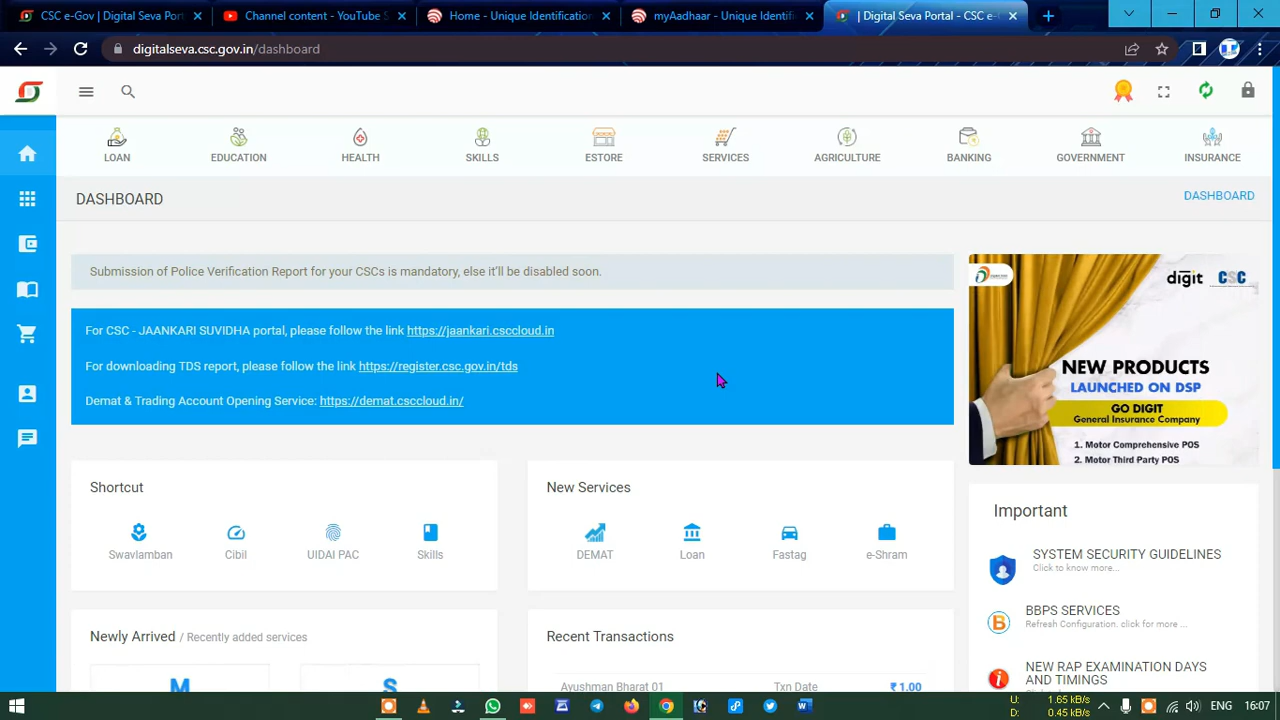 CSC e-Gov | Digital Seva Port
Channel content - YouTube S
Home - Unique Identification
myAadhaar - Unique Identifi
| Digital Seva Portal - CSC e-
digitalseva.csc.gov.in/dashboard
LOAN
EDUCATION
HEALTH
SKILLS
ESTORE
SERVICES
AGRICULTURE
BANKING
GOVERNMENT
INSURANCE
DASHBOARD
DASHBOARD
Submission of Police Verification Report for your CSCs is mandatory, else it'll be disabled soon.
For CSC - JAANKARI SUVIDHA portal, please follow the link https://jaankari.csccloud.in
For downloading TDS report, please follow the link https://register.csc.gov.in/tds
Demat & Trading Account Opening Service: https://demat.csccloud.in/
digit
CSC
NEW PRODUCTS
LAUNCHED ON DSP
GO DIGIT
General Insurance Company
1. Motor Comprehensive POS
2. Motor Third Party POS
Shortcut
Swavlamban
Cibil
UIDAI PAC
Skills
New Services
DEMAT
Loan
Fastag
e-Shram
Important
SYSTEM SECURITY GUIDELINES
Click to know more...
BBPS SERVICES
Refresh Configuration. click for more ...
NEW RAP EXAMINATION DAYS
AND TIMINGS
Newly Arrived / Recently added services
M
S
Recent Transactions
Ayushman Bharat 01
Txn Date
₹ 1.00
U: 1.65 kB/s
D: 0.45 kB/s
ENG
16:07